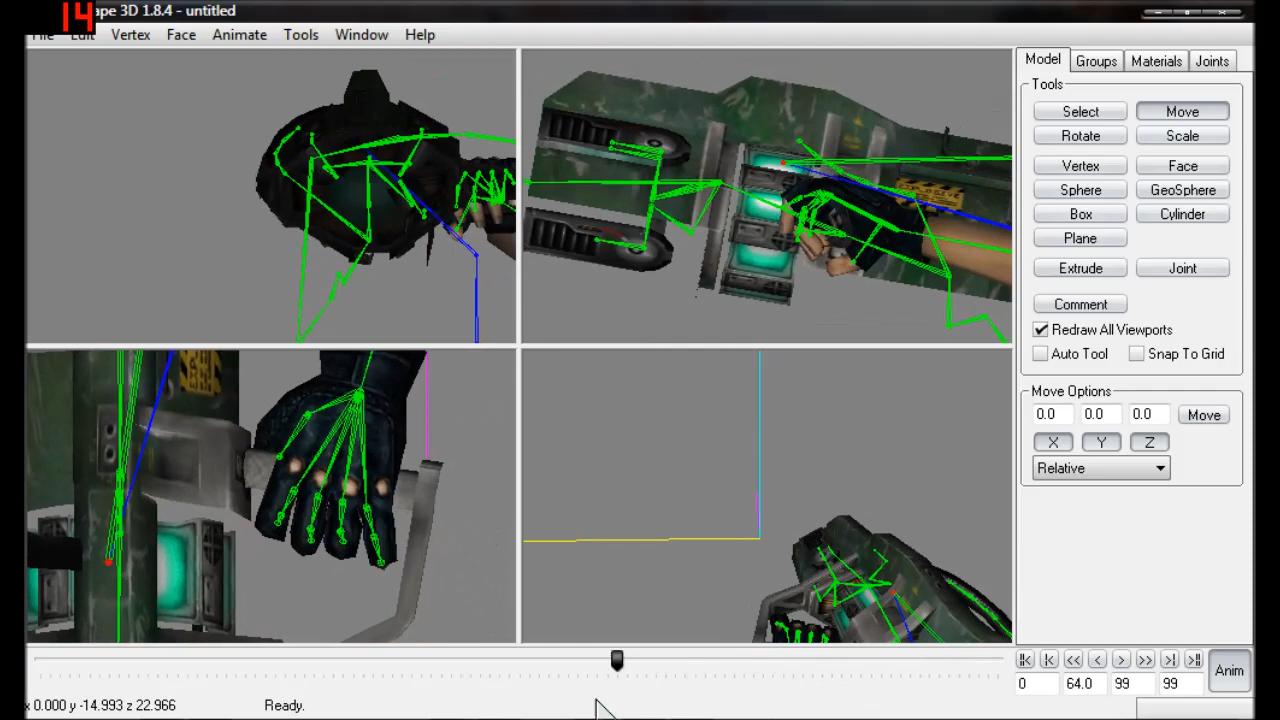 14
ape 3D 1.8.4 - untitled
File Edit Vertex Face Animate Tools Window Help
Model Groups Materials Joints
Tools
Select Move
Rotate Scale
Vertex Face
Sphere GeoSphere
Box Cylinder
Plane
Extrude Joint
Comment
Redraw All Viewports
Auto Tool Snap To Grid
Move Options
0.0 0.0 0.0 Move
X Y Z
Relative
0 64.0 99 99 Anim
x 0.000 y -14.993 z 22.966 Ready.